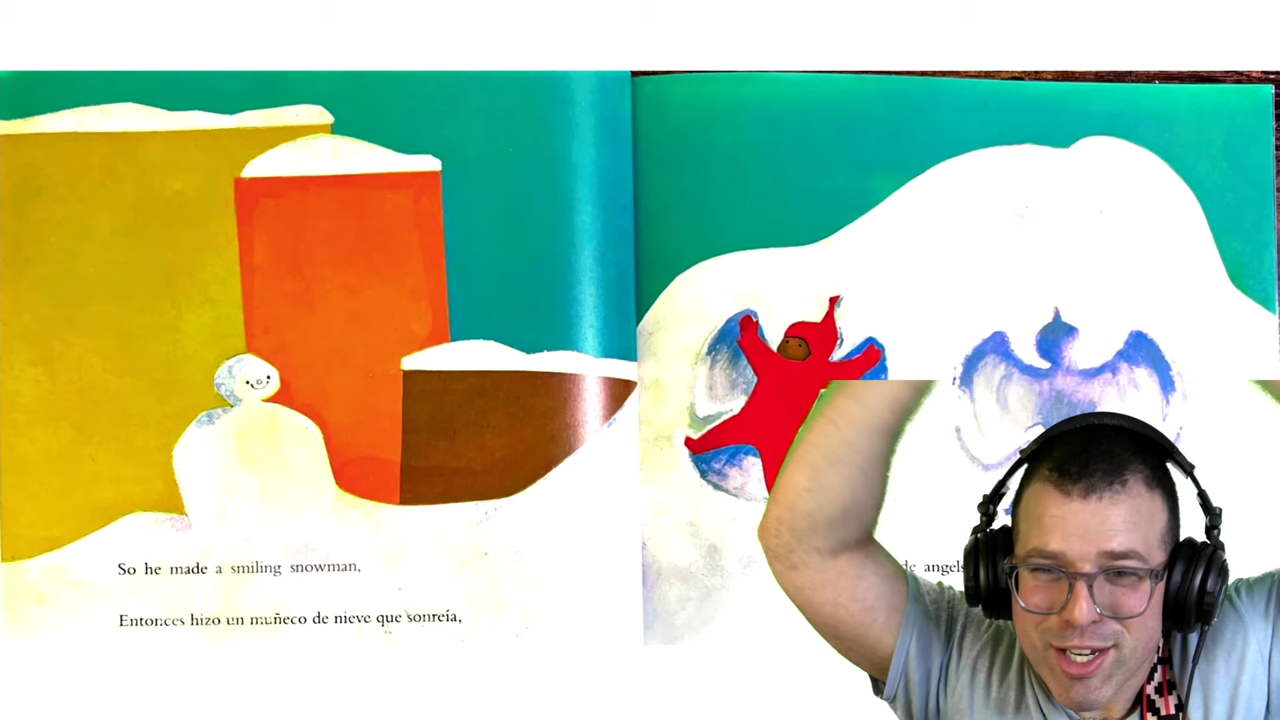 So he made a smiling snowman,
Entonces hizo un muñeco de nieve que sonreía,
angels